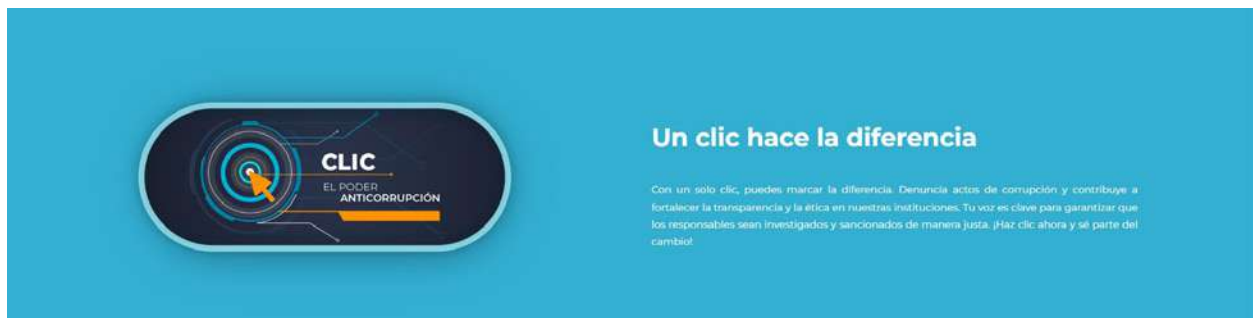 CLIC
EL PODER
ANTICORRUPCIÓN
Un clic hace la diferencia
Con un solo clic, puedes marcar la diferencia. Denuncia actos de corrupción y contribuye a
fortalecer la transparencia y la ética en nuestras instituciones. Tu voz es clave para garantizar que
los responsables sean investigados y sancionados de manera justa. ¡Haz clic ahora y sé parte del
cambio!